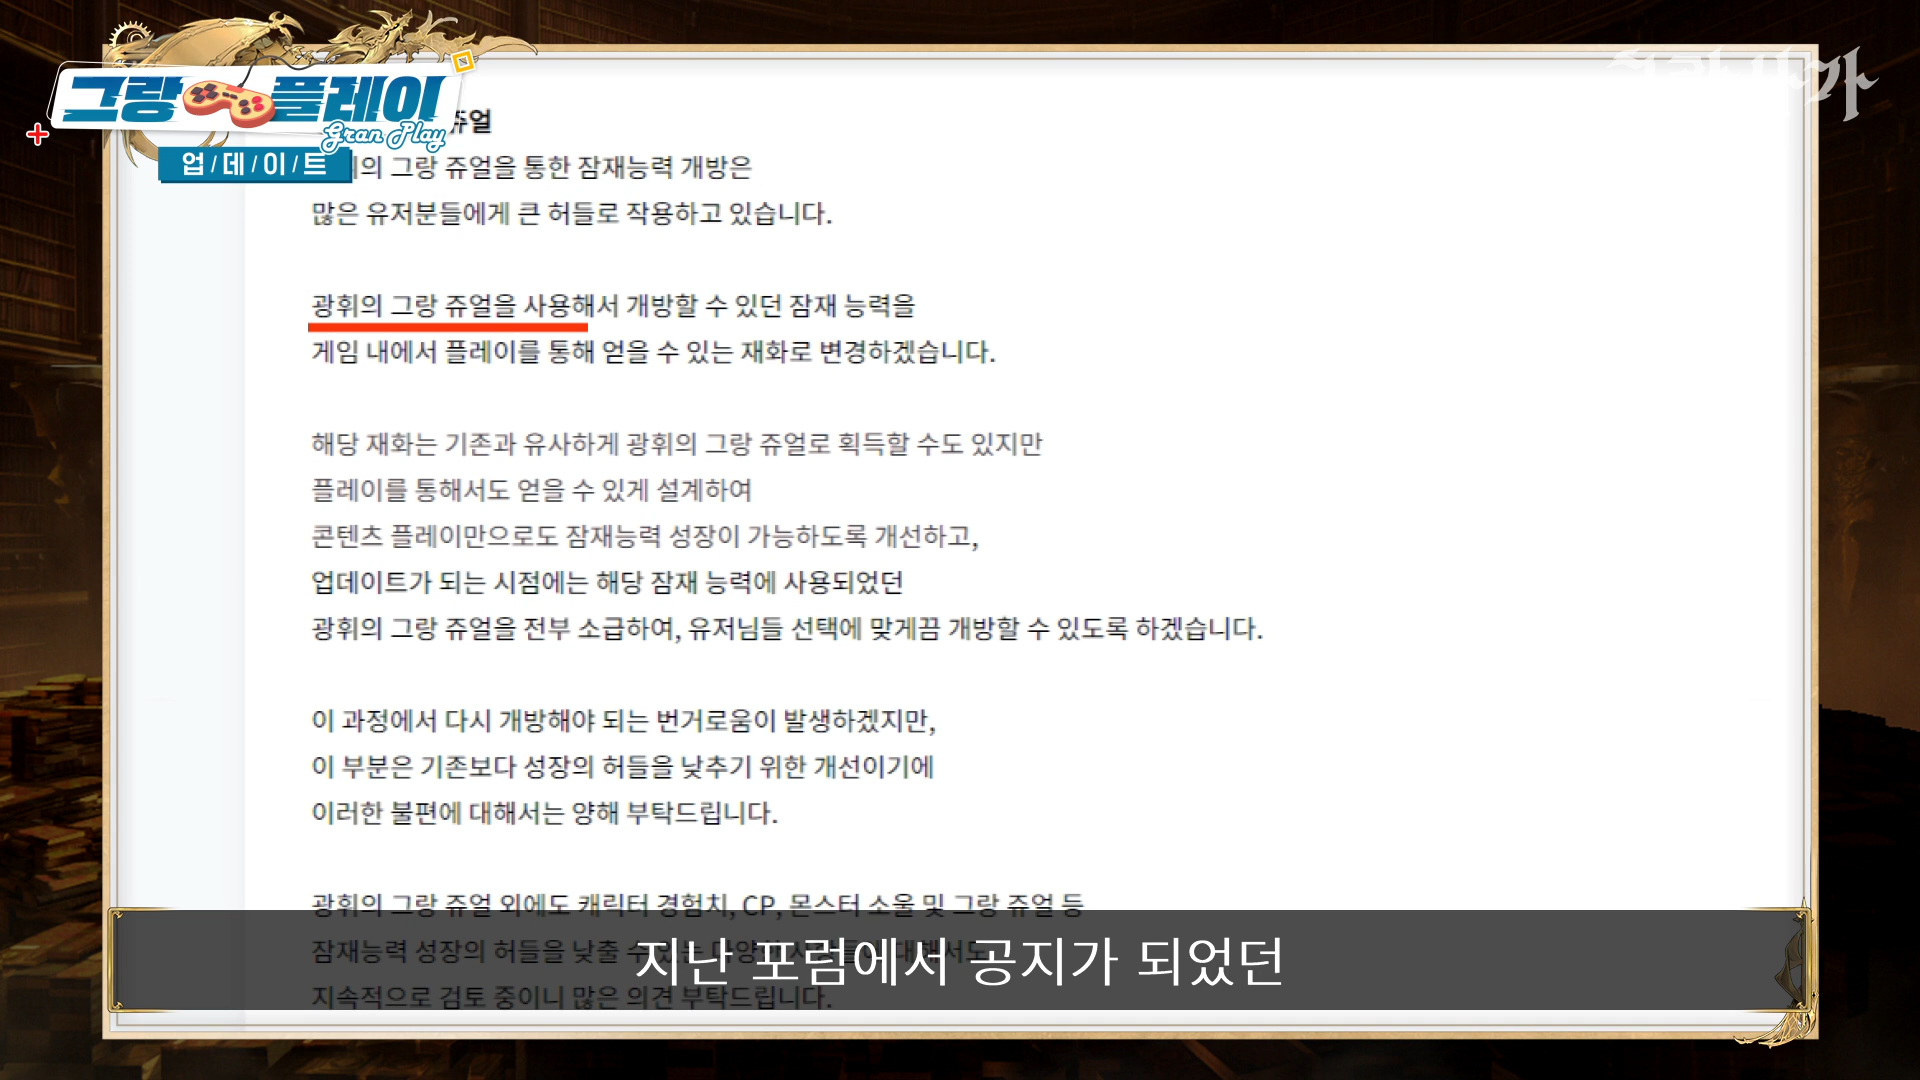 그랑플레이
Gran Play
업/데/이/트
쥬얼
의 그랑 쥬얼을 통한 잠재능력 개방은
많은 유저분들에게 큰 허들로 작용하고 있습니다.
광휘의 그랑 쥬얼을 사용해서 개방할 수 있던 잠재 능력을
게임 내에서 플레이를 통해 얻을 수 있는 재화로 변경하겠습니다.
해당 재화는 기존과 유사하게 광휘의 그랑 쥬얼로 획득할 수도 있지만
플레이를 통해서도 얻을 수 있게 설계하여
콘텐츠 플레이만으로도 잠재능력 성장이 가능하도록 개선하고,
업데이트가 되는 시점에는 해당 잠재 능력에 사용되었던
광휘의 그랑 쥬얼을 전부 소급하여, 유저님들 선택에 맞게끔 개방할 수 있도록 하겠습니다.
이 과정에서 다시 개방해야 되는 번거로움이 발생하겠지만,
이 부분은 기존보다 성장의 허들을 낮추기 위한 개선이기에
이러한 불편에 대해서는 양해 부탁드립니다.
광휘의 그랑 쥬얼 외에도 캐릭터 경험치, CP, 몬스터 소울 및 그랑 쥬얼 등
잠재능력 성장의 허들을 낮출 수
지속적으로 검토 중이니 많은 의견 부탁드립니다.
지난 포럼에서 공지가 되었던